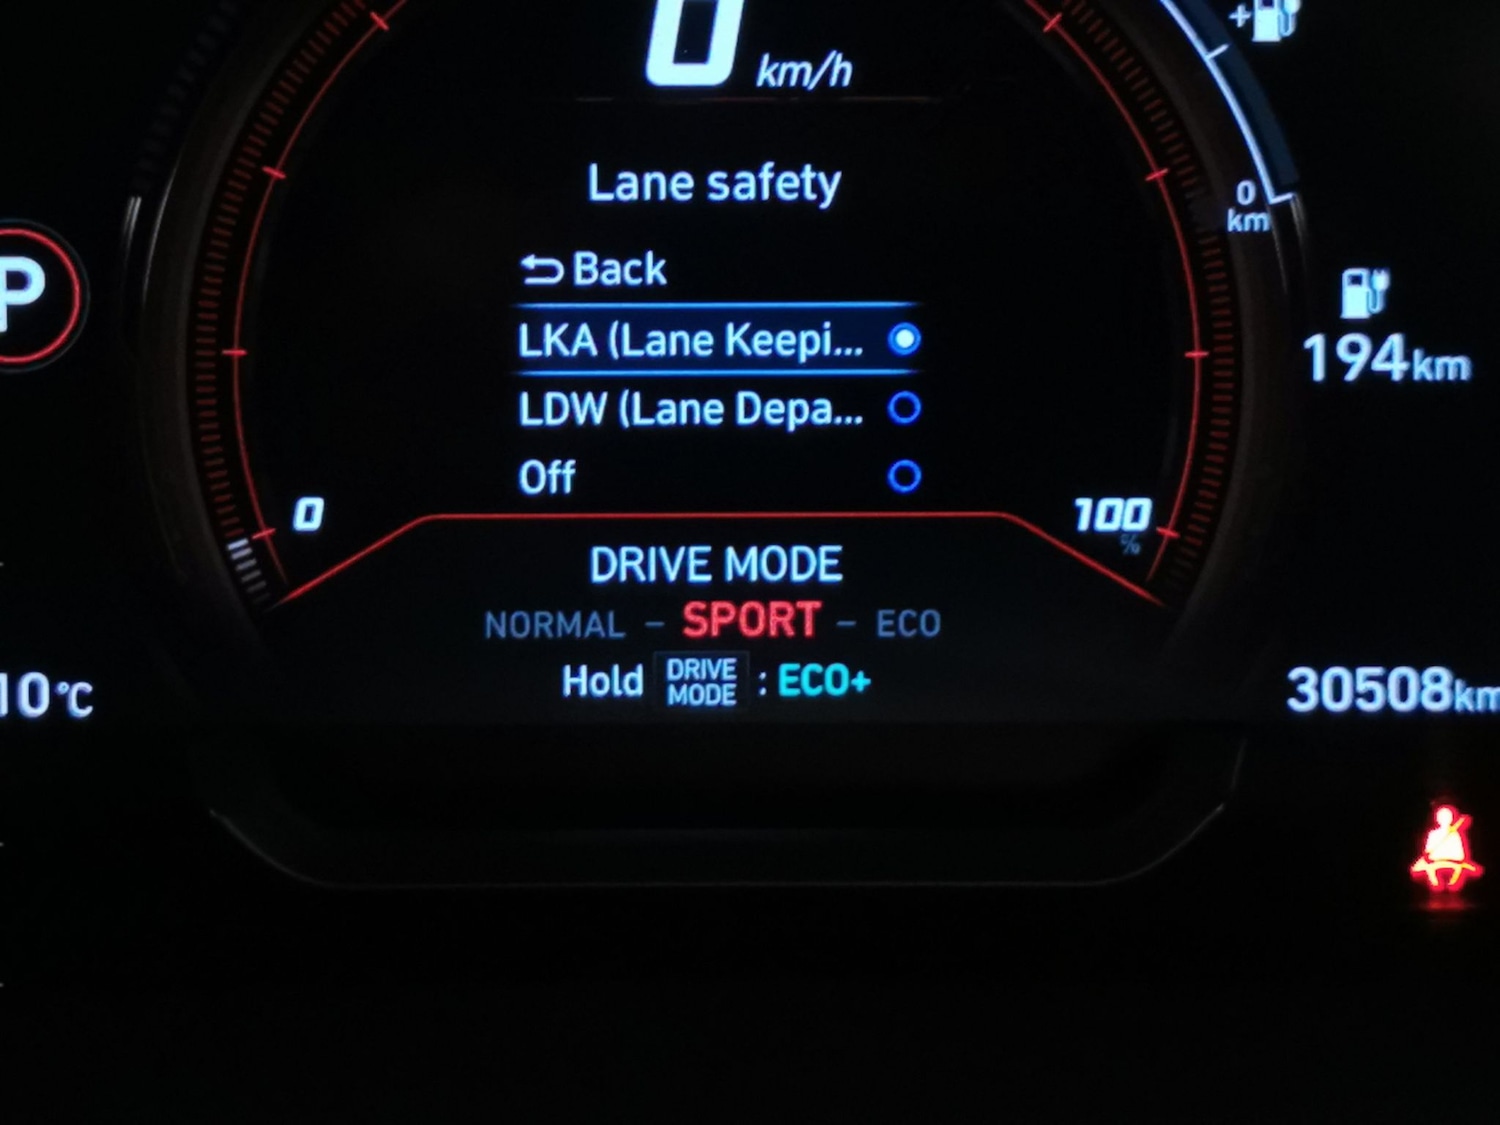 0 km/h
Lane safety
Back
LKA (Lane Keepi...
LDW (Lane Depa...
Off
0
100
%
DRIVE MODE
NORMAL – SPORT – ECO
Hold DRIVE MODE : ECO+
P
10°C
+
0
km
194km
30508km